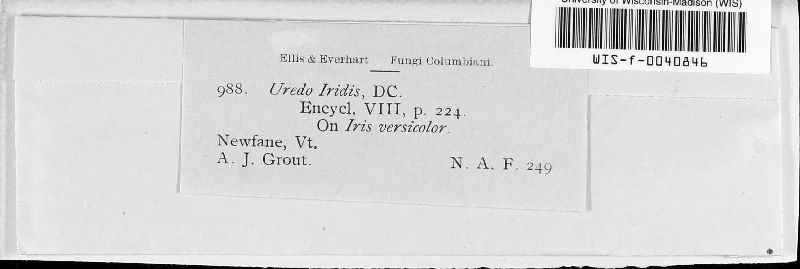 University of Wisconsin-Madison (WIS)
WIS-f-0040846
Ellis & Everhart Fungi Columbiani.
988. Uredo Iridis, DC.
Encycl, VIII, p. 224.
On Iris versicolor.
Newfane, Vt.
A. J. Grout. N. A. F. 249